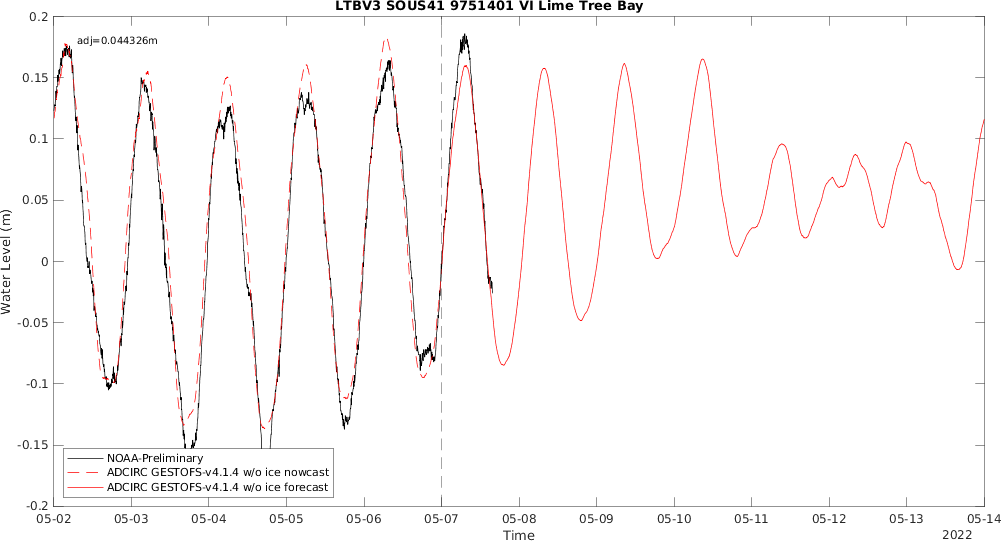 LTBV3 SOUS41 9751401 VI Lime Tree Bay
adj=0.044326m
Water Level (m)
0.2
0.15
0.1
0.05
0
-0.05
-0.1
-0.15
-0.2
NOAA-Preliminary
ADCIRC GESTOFS-v4.1.4 w/o ice nowcast
ADCIRC GESTOFS-v4.1.4 w/o ice forecast
05-02 05-03 05-04 05-05 05-06 05-07 05-08 05-09 05-10 05-11 05-12 05-13 05-14
Time
2022